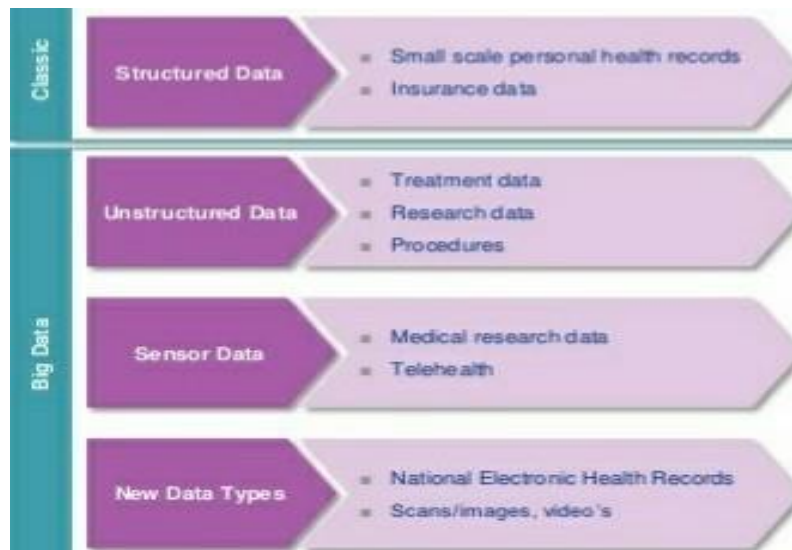 Classic
Structured Data
Small scale personal health records
Insurance data
Big Data
Unstructured Data
Treatment data
Research data
Procedures
Sensor Data
Medical research data
Telehealth
New Data Types
National Electronic Health Records
Scans/images, video's